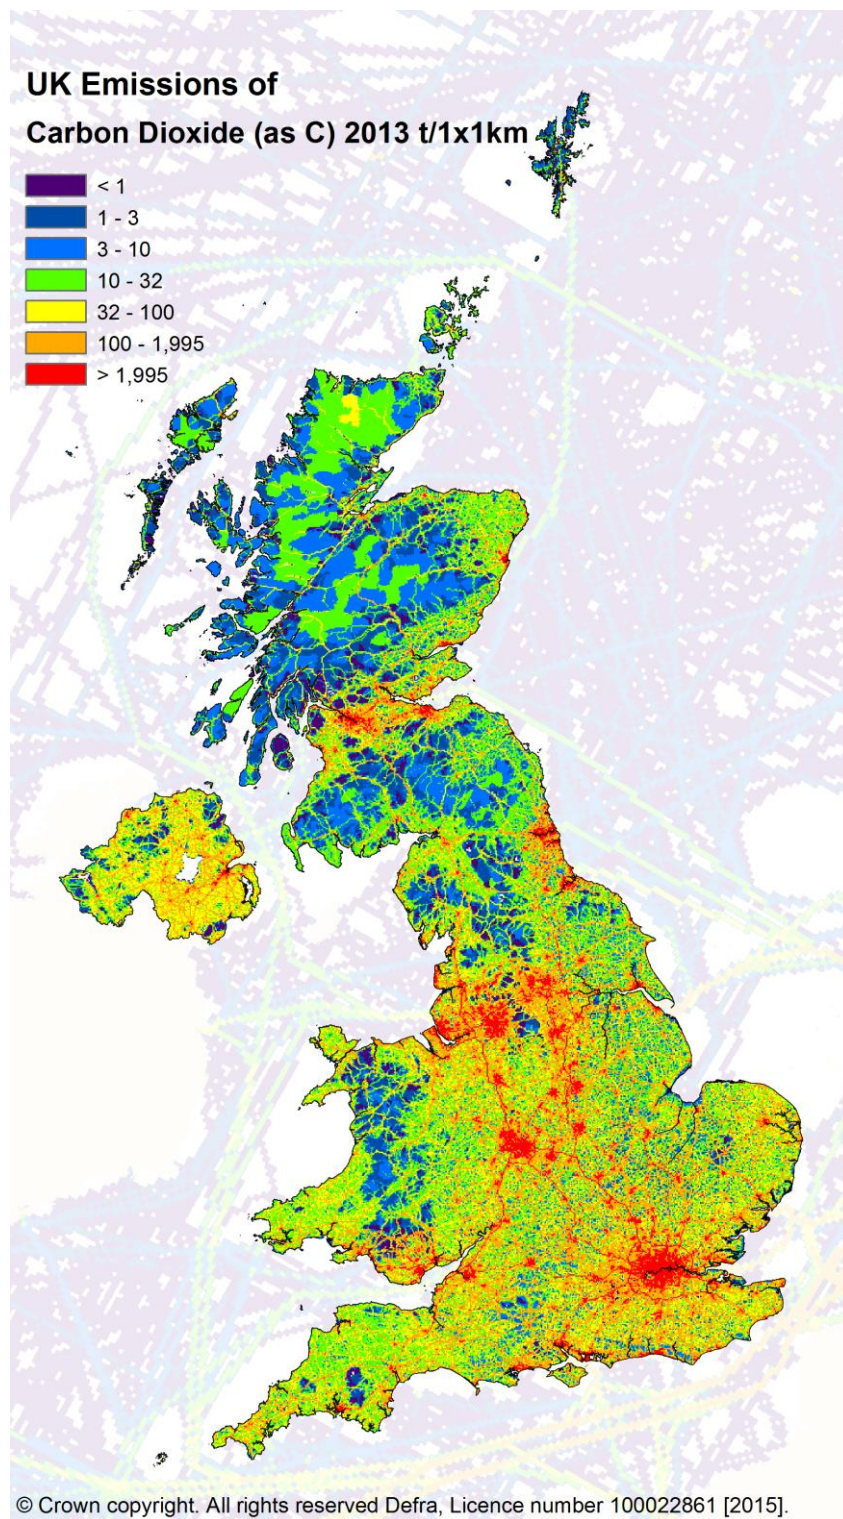 UK Emissions of
Carbon Dioxide (as C) 2013 t/1x1km
< 1
1 - 3
3 - 10
10 - 32
32 - 100
100 - 1,995
> 1,995
© Crown copyright. All rights reserved Defra, Licence number 100022861 [2015].